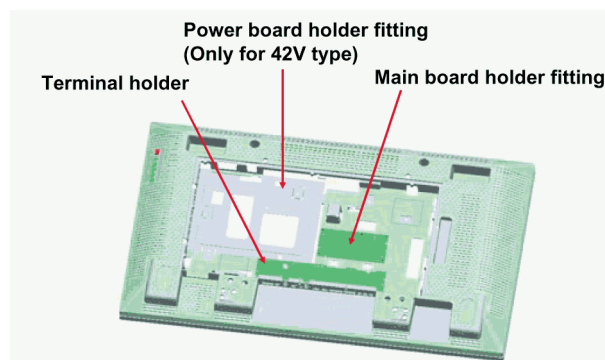 Power board holder fitting
(Only for 42V type)
Terminal holder
Main board holder fitting